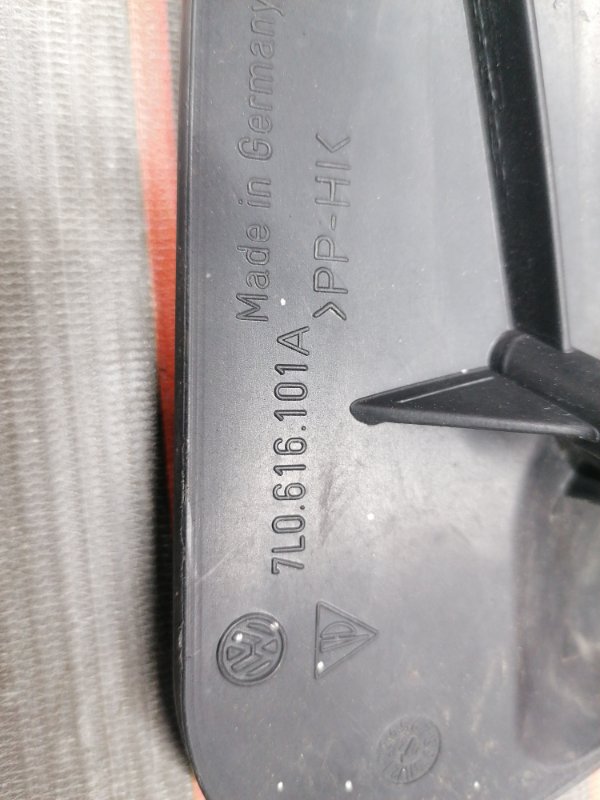 Made in Germany
>PP-HK
7L0.616.101A